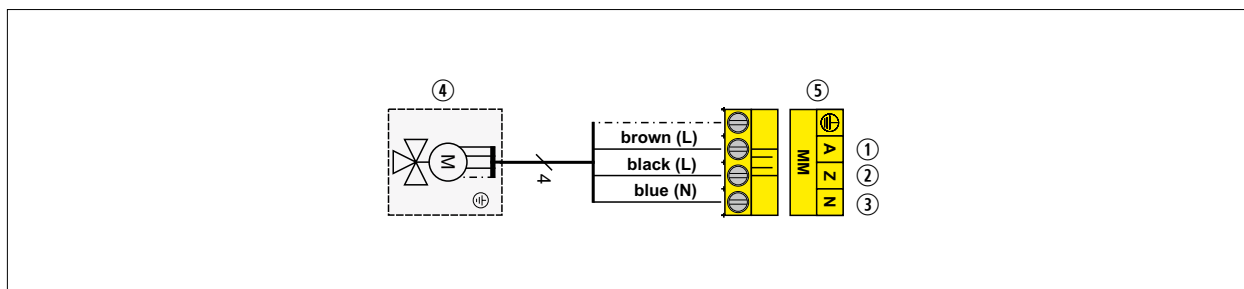 ④ ⑤
brown (L)
black (L)
blue (N)
M
4
MM
A ①
Z ②
N ③